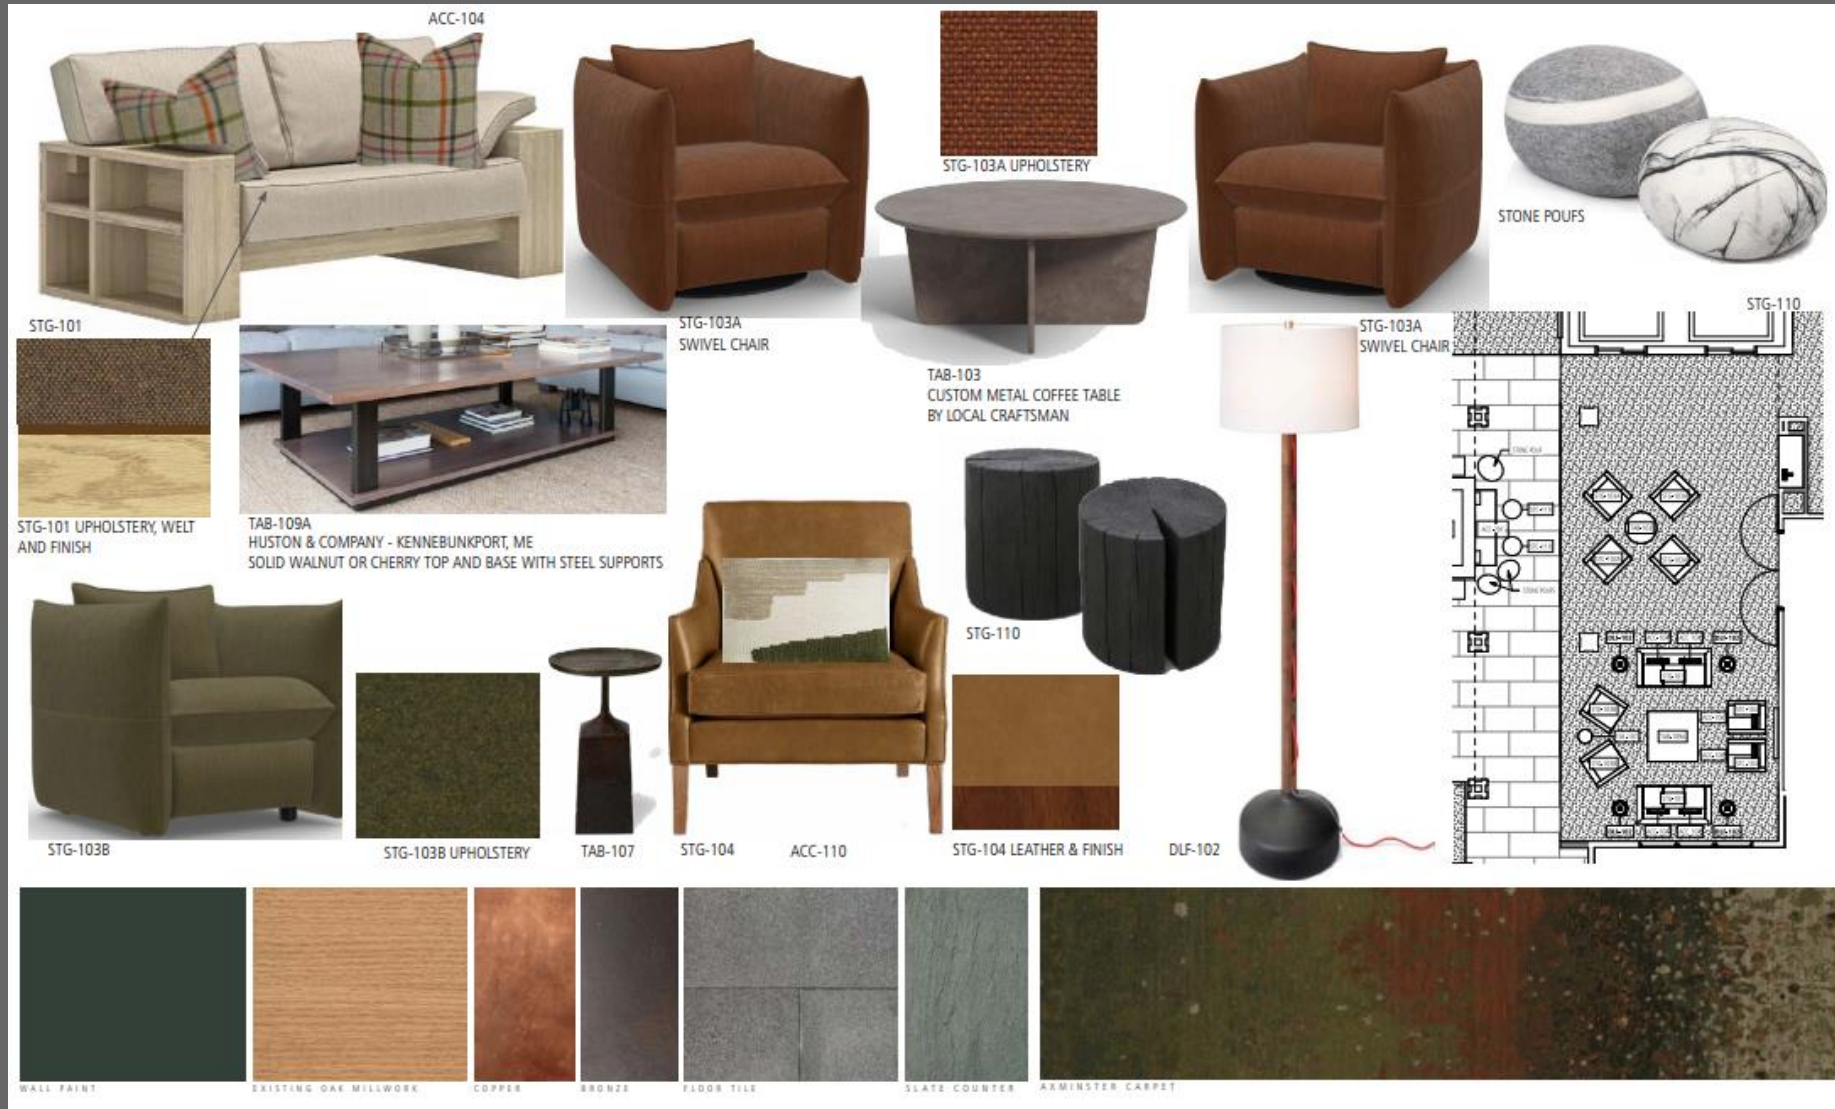 ACC-104
STG-103A UPHOLSTERY
STONE POUFS
STG-101
STG-103A
SWIVEL CHAIR
STG-103A
SWIVEL CHAIR
STG-110
TAB-103
CUSTOM METAL COFFEE TABLE
BY LOCAL CRAFTSMAN
STG-101 UPHOLSTERY, WELT
AND FINISH
TAB-109A
HUSTON & COMPANY - KENNEBUNKPORT, ME
SOLID WALNUT OR CHERRY TOP AND BASE WITH STEEL SUPPORTS
STG-110
STONE POUF
STONE POUFS
STG-103B
STG-103B UPHOLSTERY
TAB-107
STG-104
ACC-110
STG-104 LEATHER & FINISH
DLF-102
WALL PAINT
EXISTING OAK MILLWORK
COPPER
BRONZE
FLOOR TILE
SLATE COUNTER
AXMINSTER CARPET